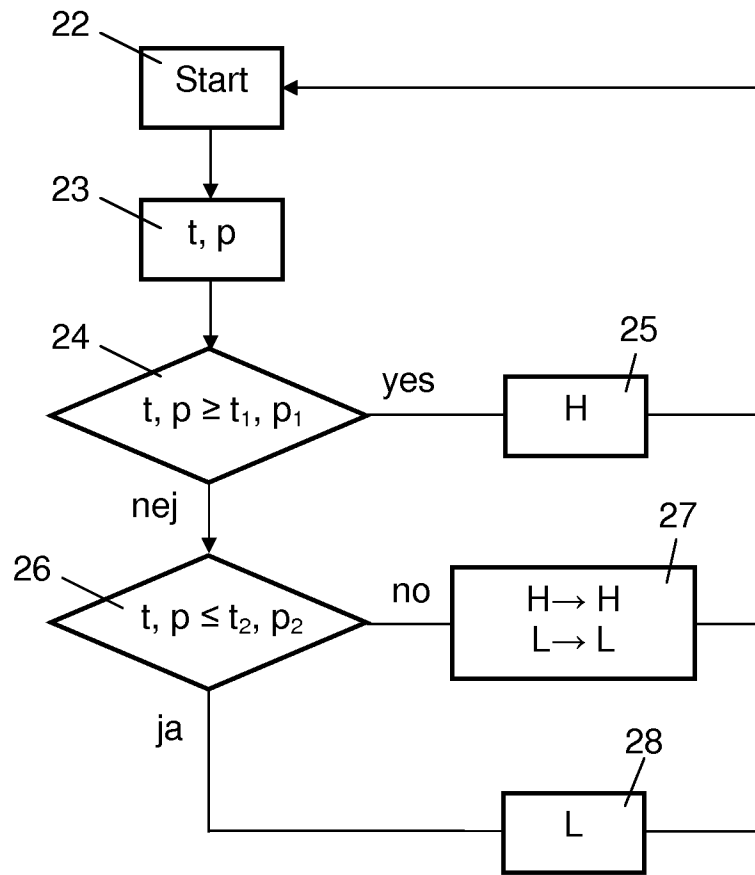 22
Start
23
t, p
24
t, p ≥ t₁, p₁
yes
25
H
nej
26
t, p ≤ t₂, p₂
no
27
H→ H
L→ L
ja
28
L